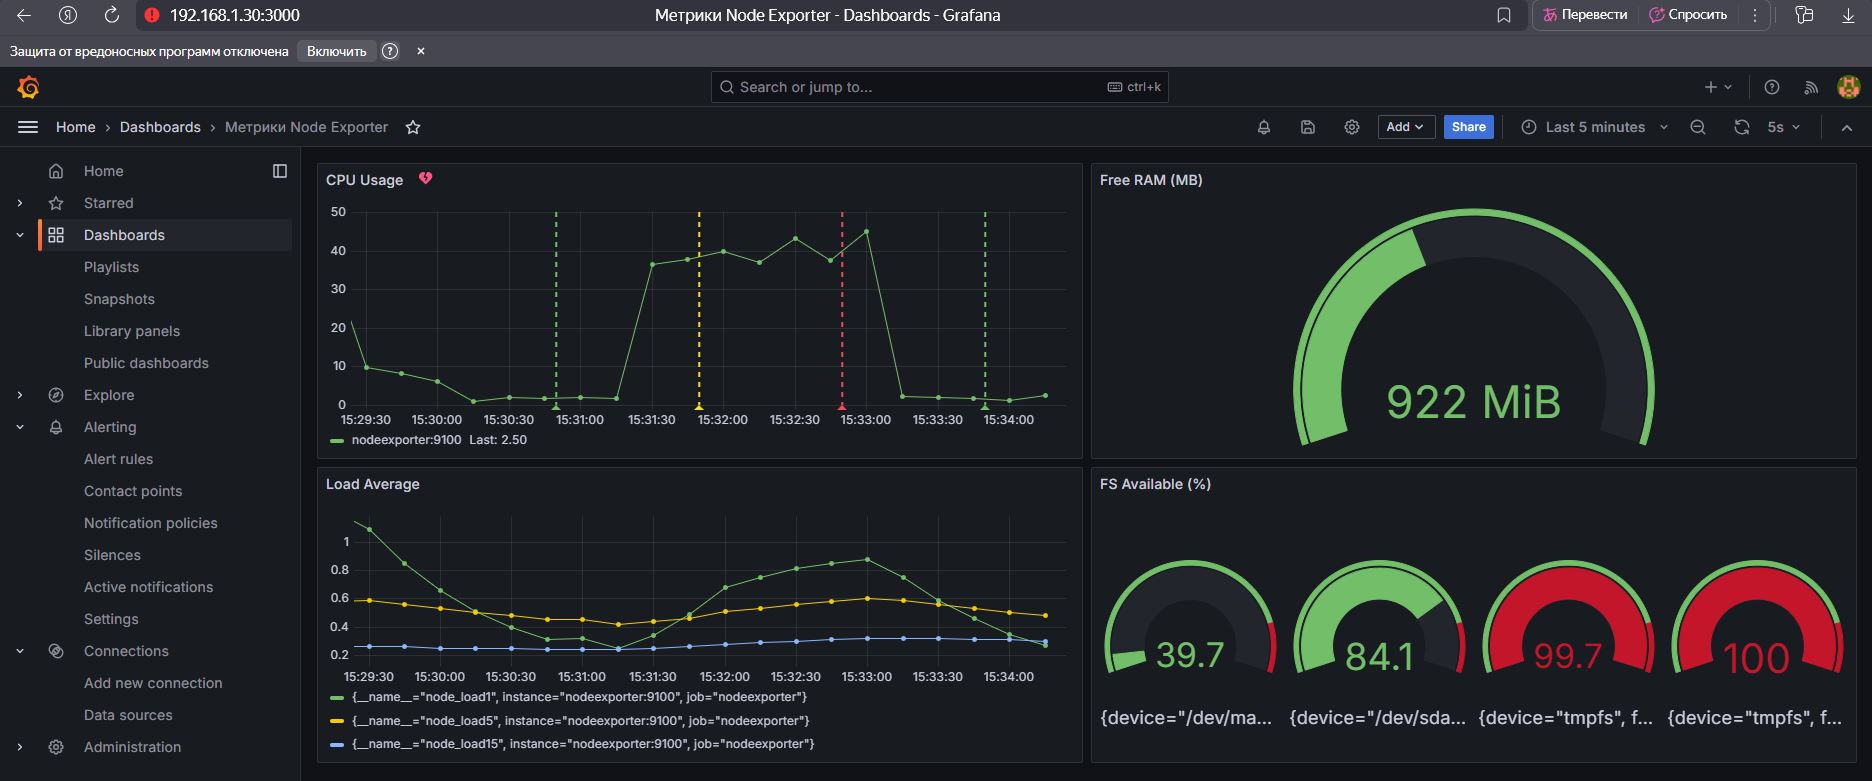 192.168.1.30:3000
Метрики Node Exporter - Dashboards - Grafana
Перевести
Спросить
Защита от вредоносных программ отключена
Включить
Search or jump to...
ctrl+k
Home › Dashboards › Метрики Node Exporter
Add
Share
Last 5 minutes
5s
Home
Starred
Dashboards
Playlists
Snapshots
Library panels
Public dashboards
Explore
Alerting
Alert rules
Contact points
Notification policies
Silences
Active notifications
Settings
Connections
Add new connection
Data sources
Administration
CPU Usage
50
40
30
20
10
0
15:29:30 15:30:00 15:30:30 15:31:00 15:31:30 15:32:00 15:32:30 15:33:00 15:33:30 15:34:00
nodeexporter:9100 Last: 2.50
Free RAM (MB)
922 MiB
Load Average
1
0.8
0.6
0.4
0.2
15:29:30 15:30:00 15:30:30 15:31:00 15:31:30 15:32:00 15:32:30 15:33:00 15:33:30 15:34:00
{__name__="node_load1", instance="nodeexporter:9100", job="nodeexporter"}
{__name__="node_load5", instance="nodeexporter:9100", job="nodeexporter"}
{__name__="node_load15", instance="nodeexporter:9100", job="nodeexporter"}
FS Available (%)
39.7
84.1
99.7
100
{device="/dev/ma...
{device="/dev/sda...
{device="tmpfs", f...
{device="tmpfs", f...